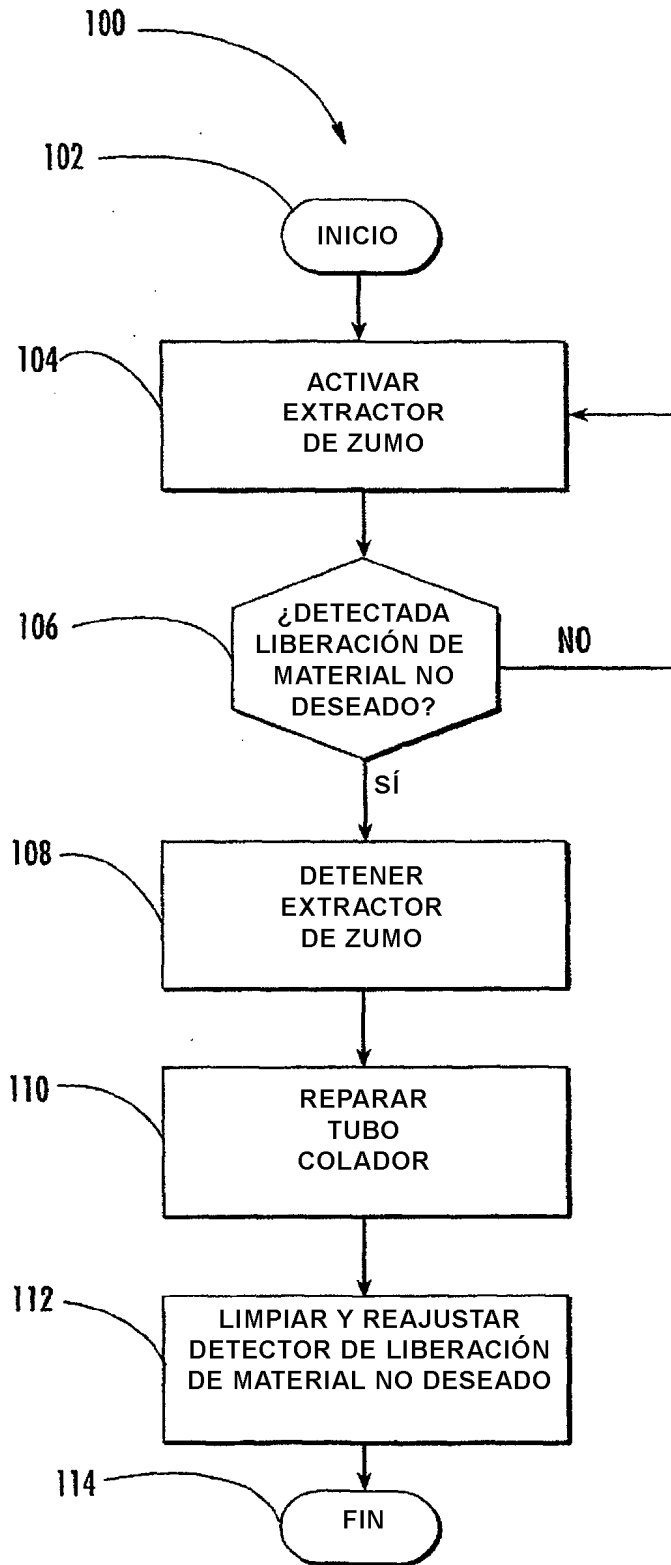 100
102
INICIO
104
ACTIVAR
EXTRACTOR
DE ZUMO
106
¿DETECTADA
LIBERACIÓN DE
MATERIAL NO
DESEADO?
NO
SÍ
108
DETENER
EXTRACTOR
DE ZUMO
110
REPARAR
TUBO
COLADOR
112
LIMPIAR Y REAJUSTAR
DETECTOR DE LIBERACIÓN
DE MATERIAL NO DESEADO
114
FIN